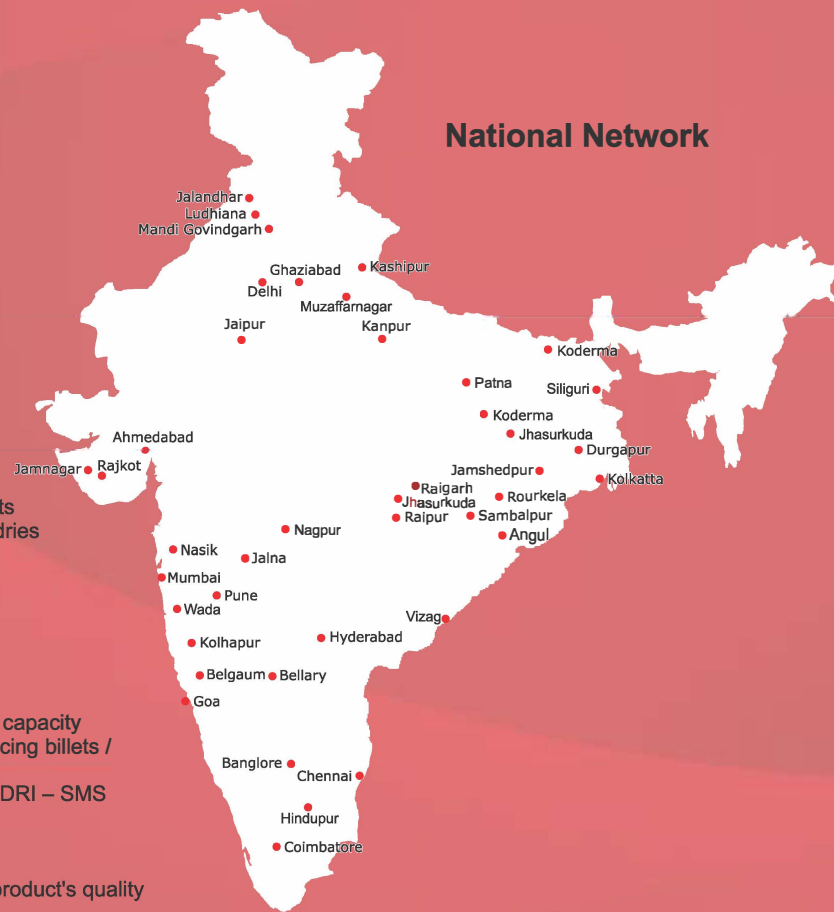 National Network
Jalandhar
Ludhiana
Mandi Govindgarh
Ghaziabad
Kashipur
Delhi
Muzaffarnagar
Jaipur
Kanpur
Koderma
Patna
Siliguri
Koderma
Jhasurkuda
Ahmedabad
Durgapur
Jamnagar
Rajkot
Jamshedpur
Kolkatta
Raigarh
Jhasurkuda
Rourkela
Raipur
Sambalpur
Angul
Nagpur
Nasik
Jalna
Mumbai
Pune
Wada
Vizag
Kolhapur
Hyderabad
Belgaum
Bellary
Goa
Banglore
Chennai
Hindupur
Coimbatore
capacity
cing billets /
DRI – SMS
product's quality